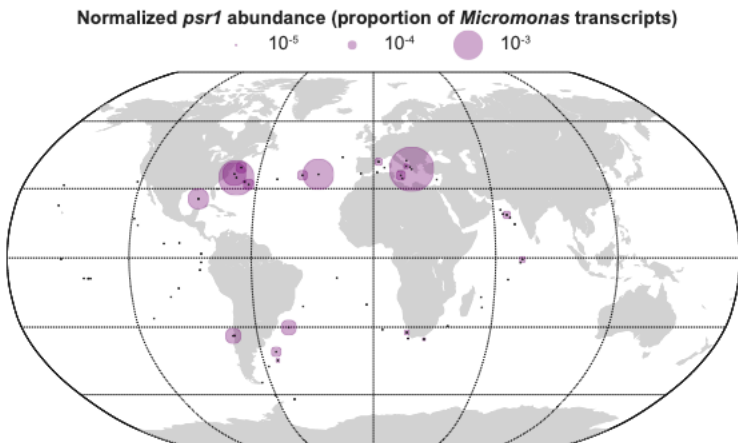 Normalized psr1 abundance (proportion of Micromonas transcripts)
10⁻⁵ 10⁻⁴ 10⁻³